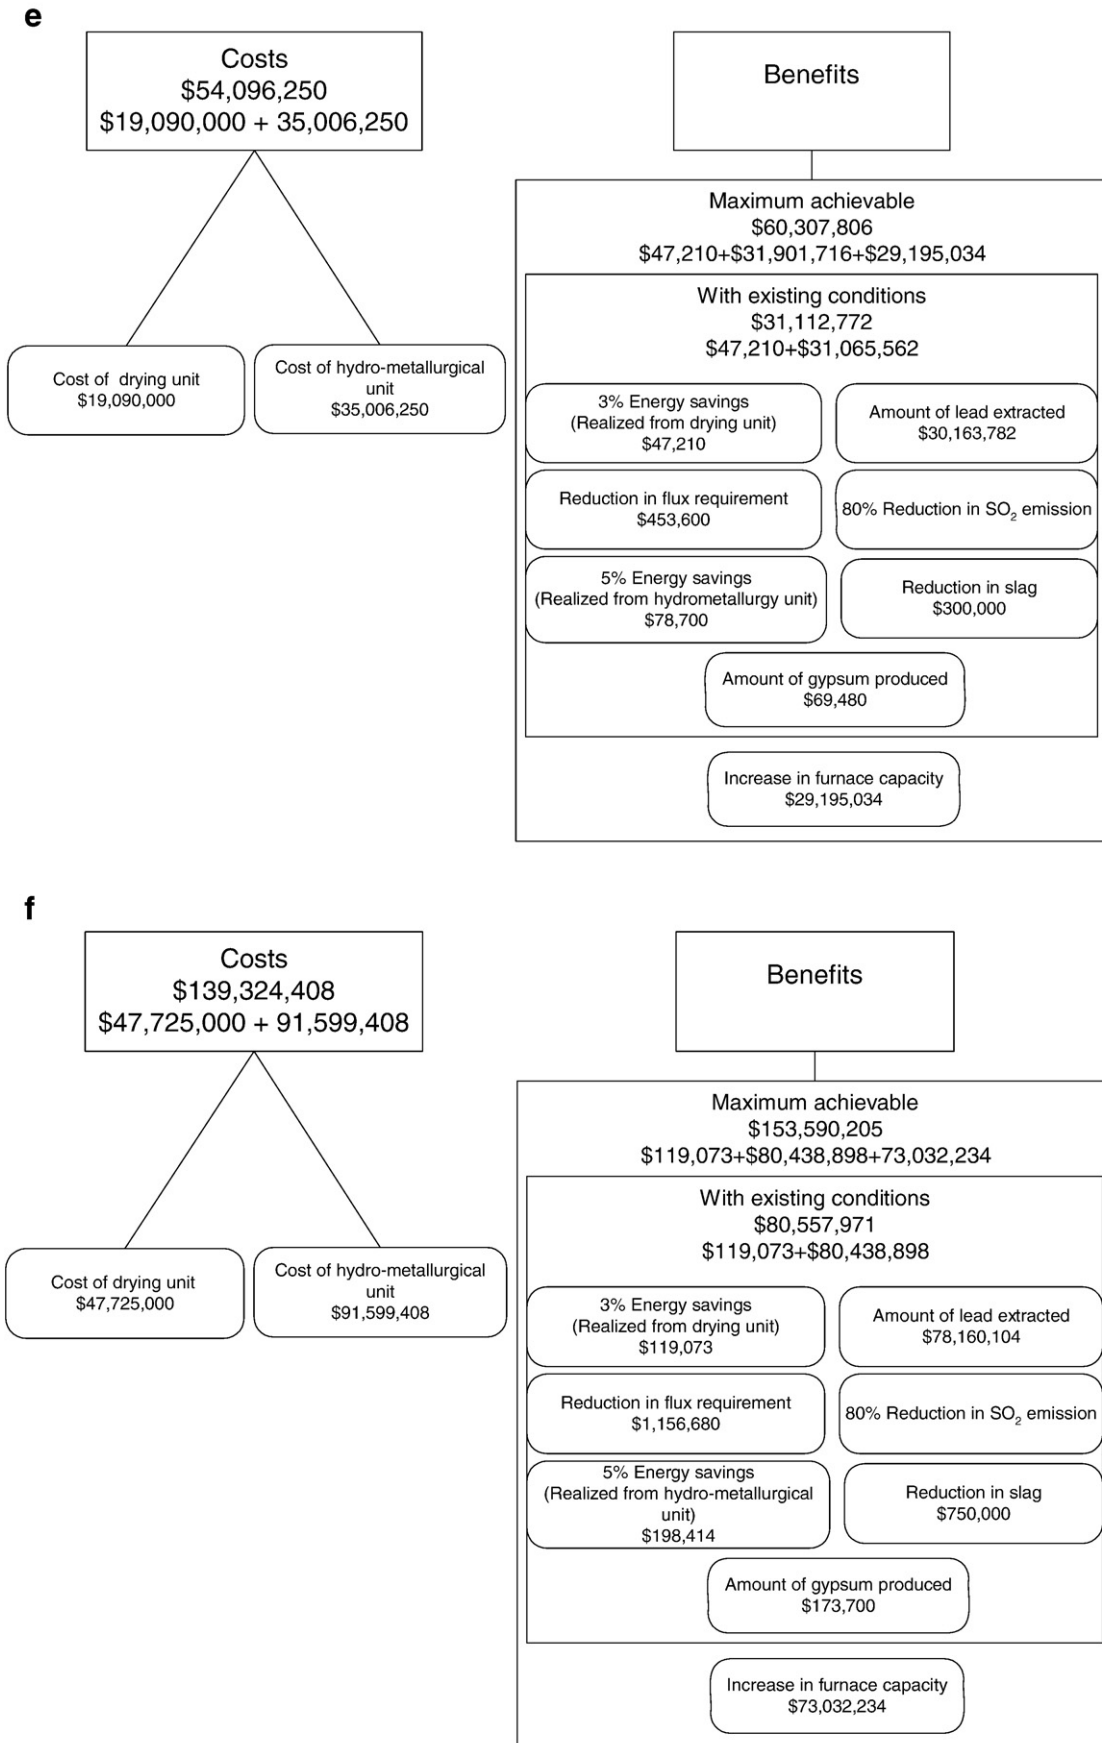 e
Costs
$54,096,250
$19,090,000 + 35,006,250
Cost of drying unit
$19,090,000
Cost of hydro-metallurgical
unit
$35,006,250
Benefits
Maximum achievable
$60,307,806
$47,210+$31,901,716+$29,195,034
With existing conditions
$31,112,772
$47,210+$31,065,562
3% Energy savings
(Realized from drying unit)
$47,210
Amount of lead extracted
$30,163,782
Reduction in flux requirement
$453,600
80% Reduction in SO₂ emission
5% Energy savings
(Realized from hydrometallurgy unit)
$78,700
Reduction in slag
$300,000
Amount of gypsum produced
$69,480
Increase in furnace capacity
$29,195,034
f
Costs
$139,324,408
$47,725,000 + 91,599,408
Cost of drying unit
$47,725,000
Cost of hydro-metallurgical
unit
$91,599,408
Benefits
Maximum achievable
$153,590,205
$119,073+$80,438,898+73,032,234
With existing conditions
$80,557,971
$119,073+$80,438,898
3% Energy savings
(Realized from drying unit)
$119,073
Amount of lead extracted
$78,160,104
Reduction in flux requirement
$1,156,680
80% Reduction in SO₂ emission
5% Energy savings
(Realized from hydro-metallurgical
unit)
$198,414
Reduction in slag
$750,000
Amount of gypsum produced
$173,700
Increase in furnace capacity
$73,032,234